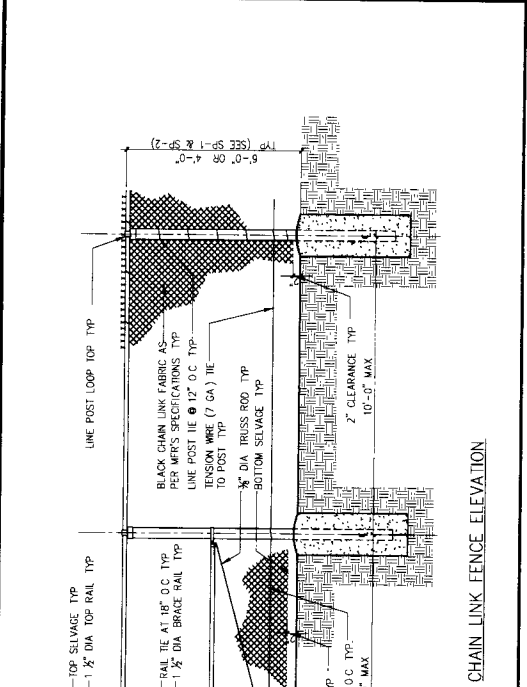 TOP SELVAGE TYP
1 ½" DIA TOP RAIL TYP
LINE POST LOOP TOP TYP
RAIL TIE AT 18" O.C TYP
1 ½" DIA BRACE RAIL TYP
BLACK CHAIN LINK FABRIC AS
PER MFR'S SPECIFICATIONS TYP
LINE POST TIE @ 12" O.C TYP
TENSION WIRE (7 GA.) TIE
TO POST TYP
⅜" DIA TRUSS ROD TYP
BOTTOM SELVAGE TYP
6'-0" OR 4'-0"
TYP (SEE SP-1 & SP-2)
2"
2"
2" CLEARANCE TYP
10'-0" MAX
TYP
O C TYP.
" MAX
CHAIN LINK FENCE ELEVATION